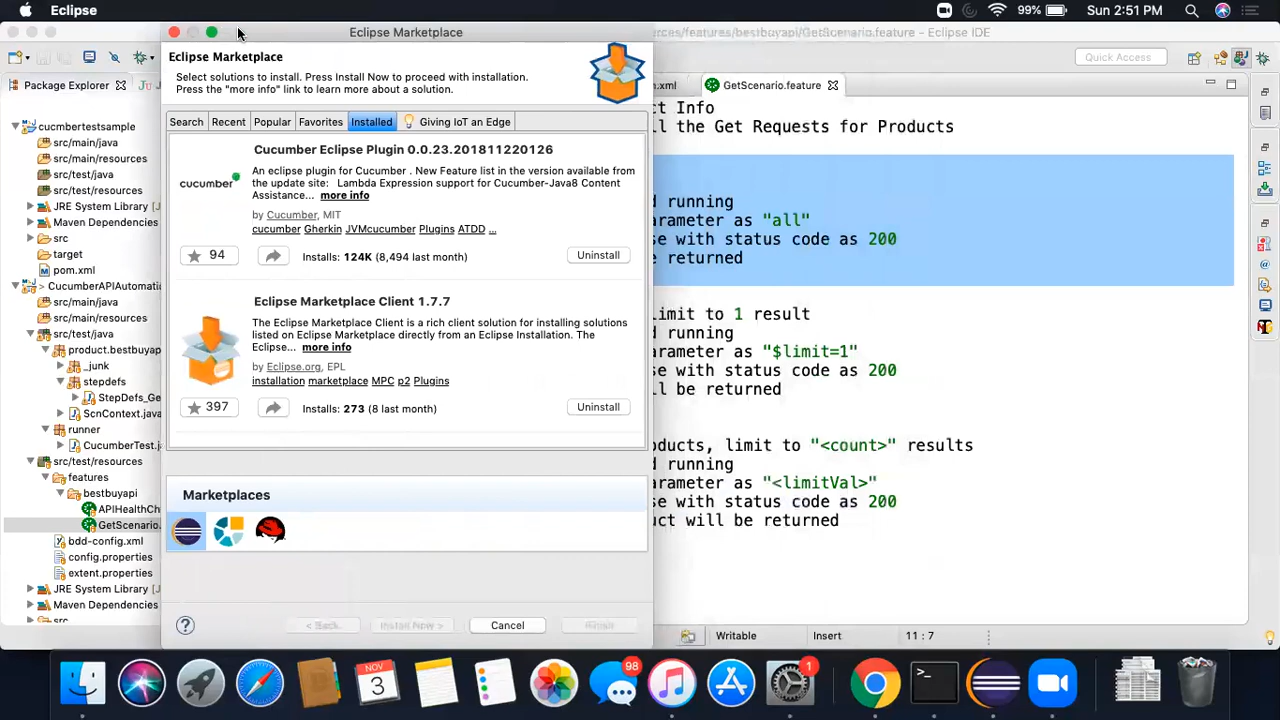 Eclipse
99%
Sun 2:51 PM
Eclipse Marketplace
rces/features/bestbuyapi/GetScenario.feature - Eclipse IDE
Quick Access
Package Explorer
Ju
.xml
GetScenario.feature
Eclipse Marketplace
Select solutions to install. Press Install Now to proceed with installation.
Press the "more info" link to learn more about a solution.
Search
Recent
Popular
Favorites
Installed
Giving IoT an Edge
cucmbertestsample
src/main/java
src/main/resources
src/test/java
src/test/resources
JRE System Library [
Maven Dependencies
src
target
pom.xml
> CucumberAPIAutomat
src/main/java
src/main/resources
src/test/java
product.bestbuyap
_junk
stepdefs
StepDefs_Ge
ScnContext.java
runner
CucumberTest.j
src/test/resources
features
bestbuyapi
APIHealthCh
GetScenario.
bdd-config.xml
config.properties
extent.properties
JRE System Library [
Maven Dependencies
src
cucumber
Cucumber Eclipse Plugin 0.0.23.201811220126
An eclipse plugin for Cucumber . New Feature list in the version available from
the update site: Lambda Expression support for Cucumber-Java8 Content
Assistance... more info
by Cucumber, MIT
cucumber Gherkin JVMcucumber Plugins ATDD ...
94
Installs: 124K (8,494 last month)
Uninstall
Eclipse Marketplace Client 1.7.7
The Eclipse Marketplace Client is a rich client solution for installing solutions
listed on Eclipse Marketplace directly from an Eclipse Installation. The
Eclipse... more info
by Eclipse.org, EPL
installation marketplace MPC p2 Plugins
397
Installs: 273 (8 last month)
Uninstall
Marketplaces
?
< Back
Install Now >
Cancel
Finish
ct Info
ll the Get Requests for Products
d running
arameter as "all"
se with status code as 200
e returned
limit to 1 result
d running
arameter as "$limit=1"
se with status code as 200
ill be returned
oducts, limit to "<count>" results
d running
arameter as "<limitVal>"
se with status code as 200
uct will be returned
Writable
Insert
11 : 7
NOV
3
98
1